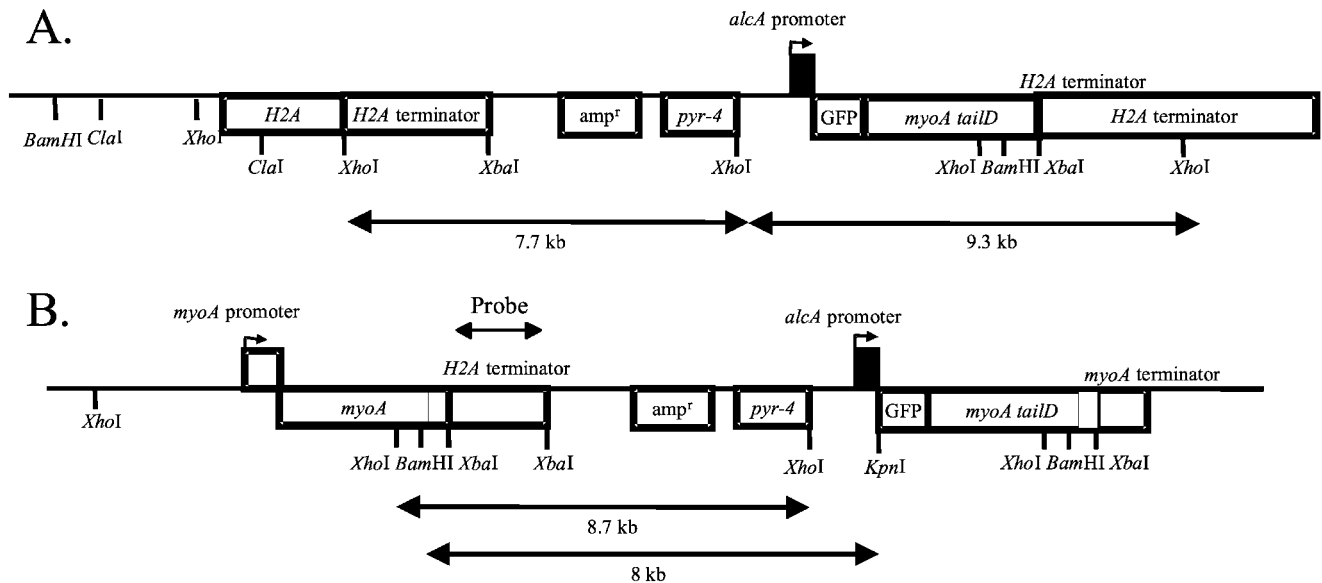 A.
alcA promoter
H2A terminator
H2A H2A terminator ampr pyr-4 GFP myoA tailD H2A terminator
BamHI ClaI XhoI ClaI XhoI XbaI XhoI XhoI BamHI XbaI XhoI
7.7 kb 9.3 kb
B.
myoA promoter Probe alcA promoter
H2A terminator myoA terminator
myoA ampr pyr-4 GFP myoA tailD
XhoI XhoI BamHI XbaI XbaI XhoI KpnI XhoI BamHI XbaI
8.7 kb
8 kb